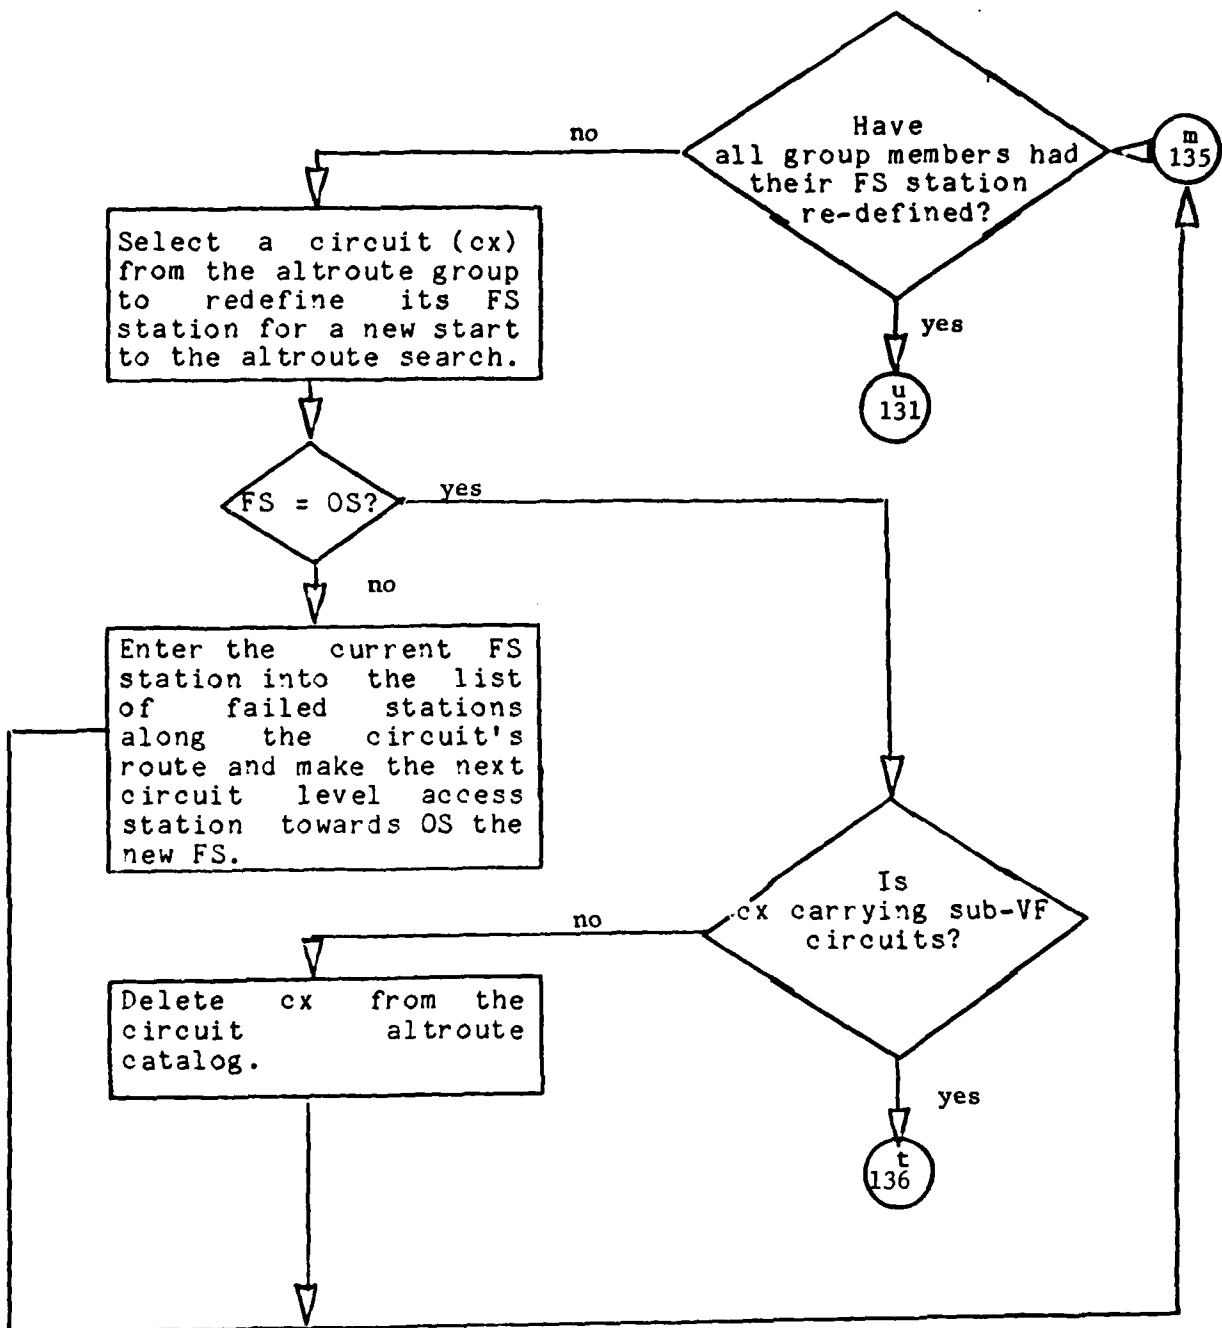 Have
all group members had
their FS station
re-defined?
m
135
no
yes
u
131
Select a circuit (cx)
from the altroute group
to redefine its FS
station for a new start
to the altroute search.
FS = OS?
yes
no
Enter the current FS
station into the list
of failed stations
along the circuit's
route and make the next
circuit level access
station towards OS the
new FS.
Is
cx carrying sub-VF
circuits?
no
yes
Delete cx from the
circuit altroute
catalog.
t
136